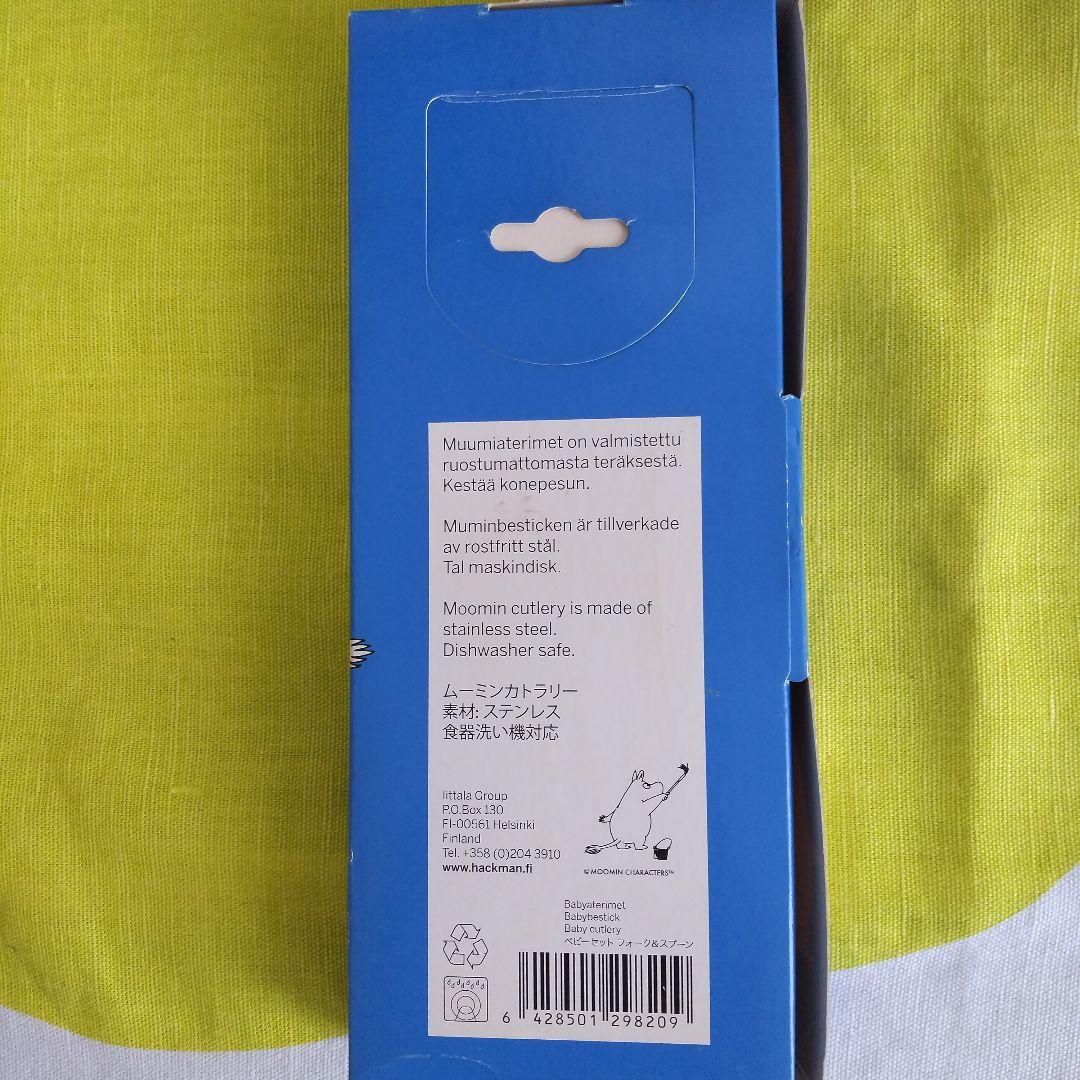 Muumiaterimet on valmistettu
ruostumattomasta teräksestä.
Kestää konepesun.
Muminbesticken är tillverkade
av rostfritt stål.
Tal maskindisk.
Moomin cutlery is made of
stainless steel.
Dishwasher safe.
ムーミンカトラリー
素材: ステンレス
食器洗い機対応
Iittala Group
P.O.Box 130
FI-00561 Helsinki
Finland
Tel. +358 (0)204 3910
www.hackman.fi
© MOOMIN CHARACTERS™
Babyaterimet
Babybestick
Baby cutlery
ベビーセット フォーク&スプーン
6 428501 298209